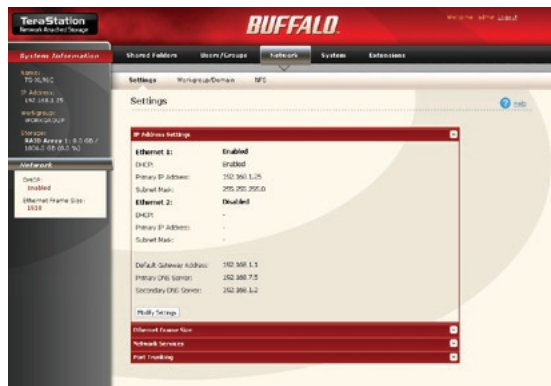 TeraStation
Network Attached Storage
BUFFALO.
System Information
Shared Folders Users/Groups Network System Extensions
Name:
IP Address:
192.168.1.25
Workgroup:
WORKGROUP
Storage:
RAID Array 1:
Network
DHCP:
Enabled
Ethernet Frame Size:
1518
Settings Workgroup/Domain NFS
Settings
Help
IP Address Settings
Ethernet 1: Enabled
DHCP: Enabled
Primary IP Address: 192.168.1.25
Subnet Mask: 255.255.255.0
Ethernet 2: Disabled
DHCP: -
Primary IP Address: -
Subnet Mask: -
Default Gateway Address: 192.168.1.1
Primary DNS Server: 192.168.7.5
Secondary DNS Server: 192.168.1.2
Modify Settings
Ethernet Frame Size
Network Services
Port Trunking